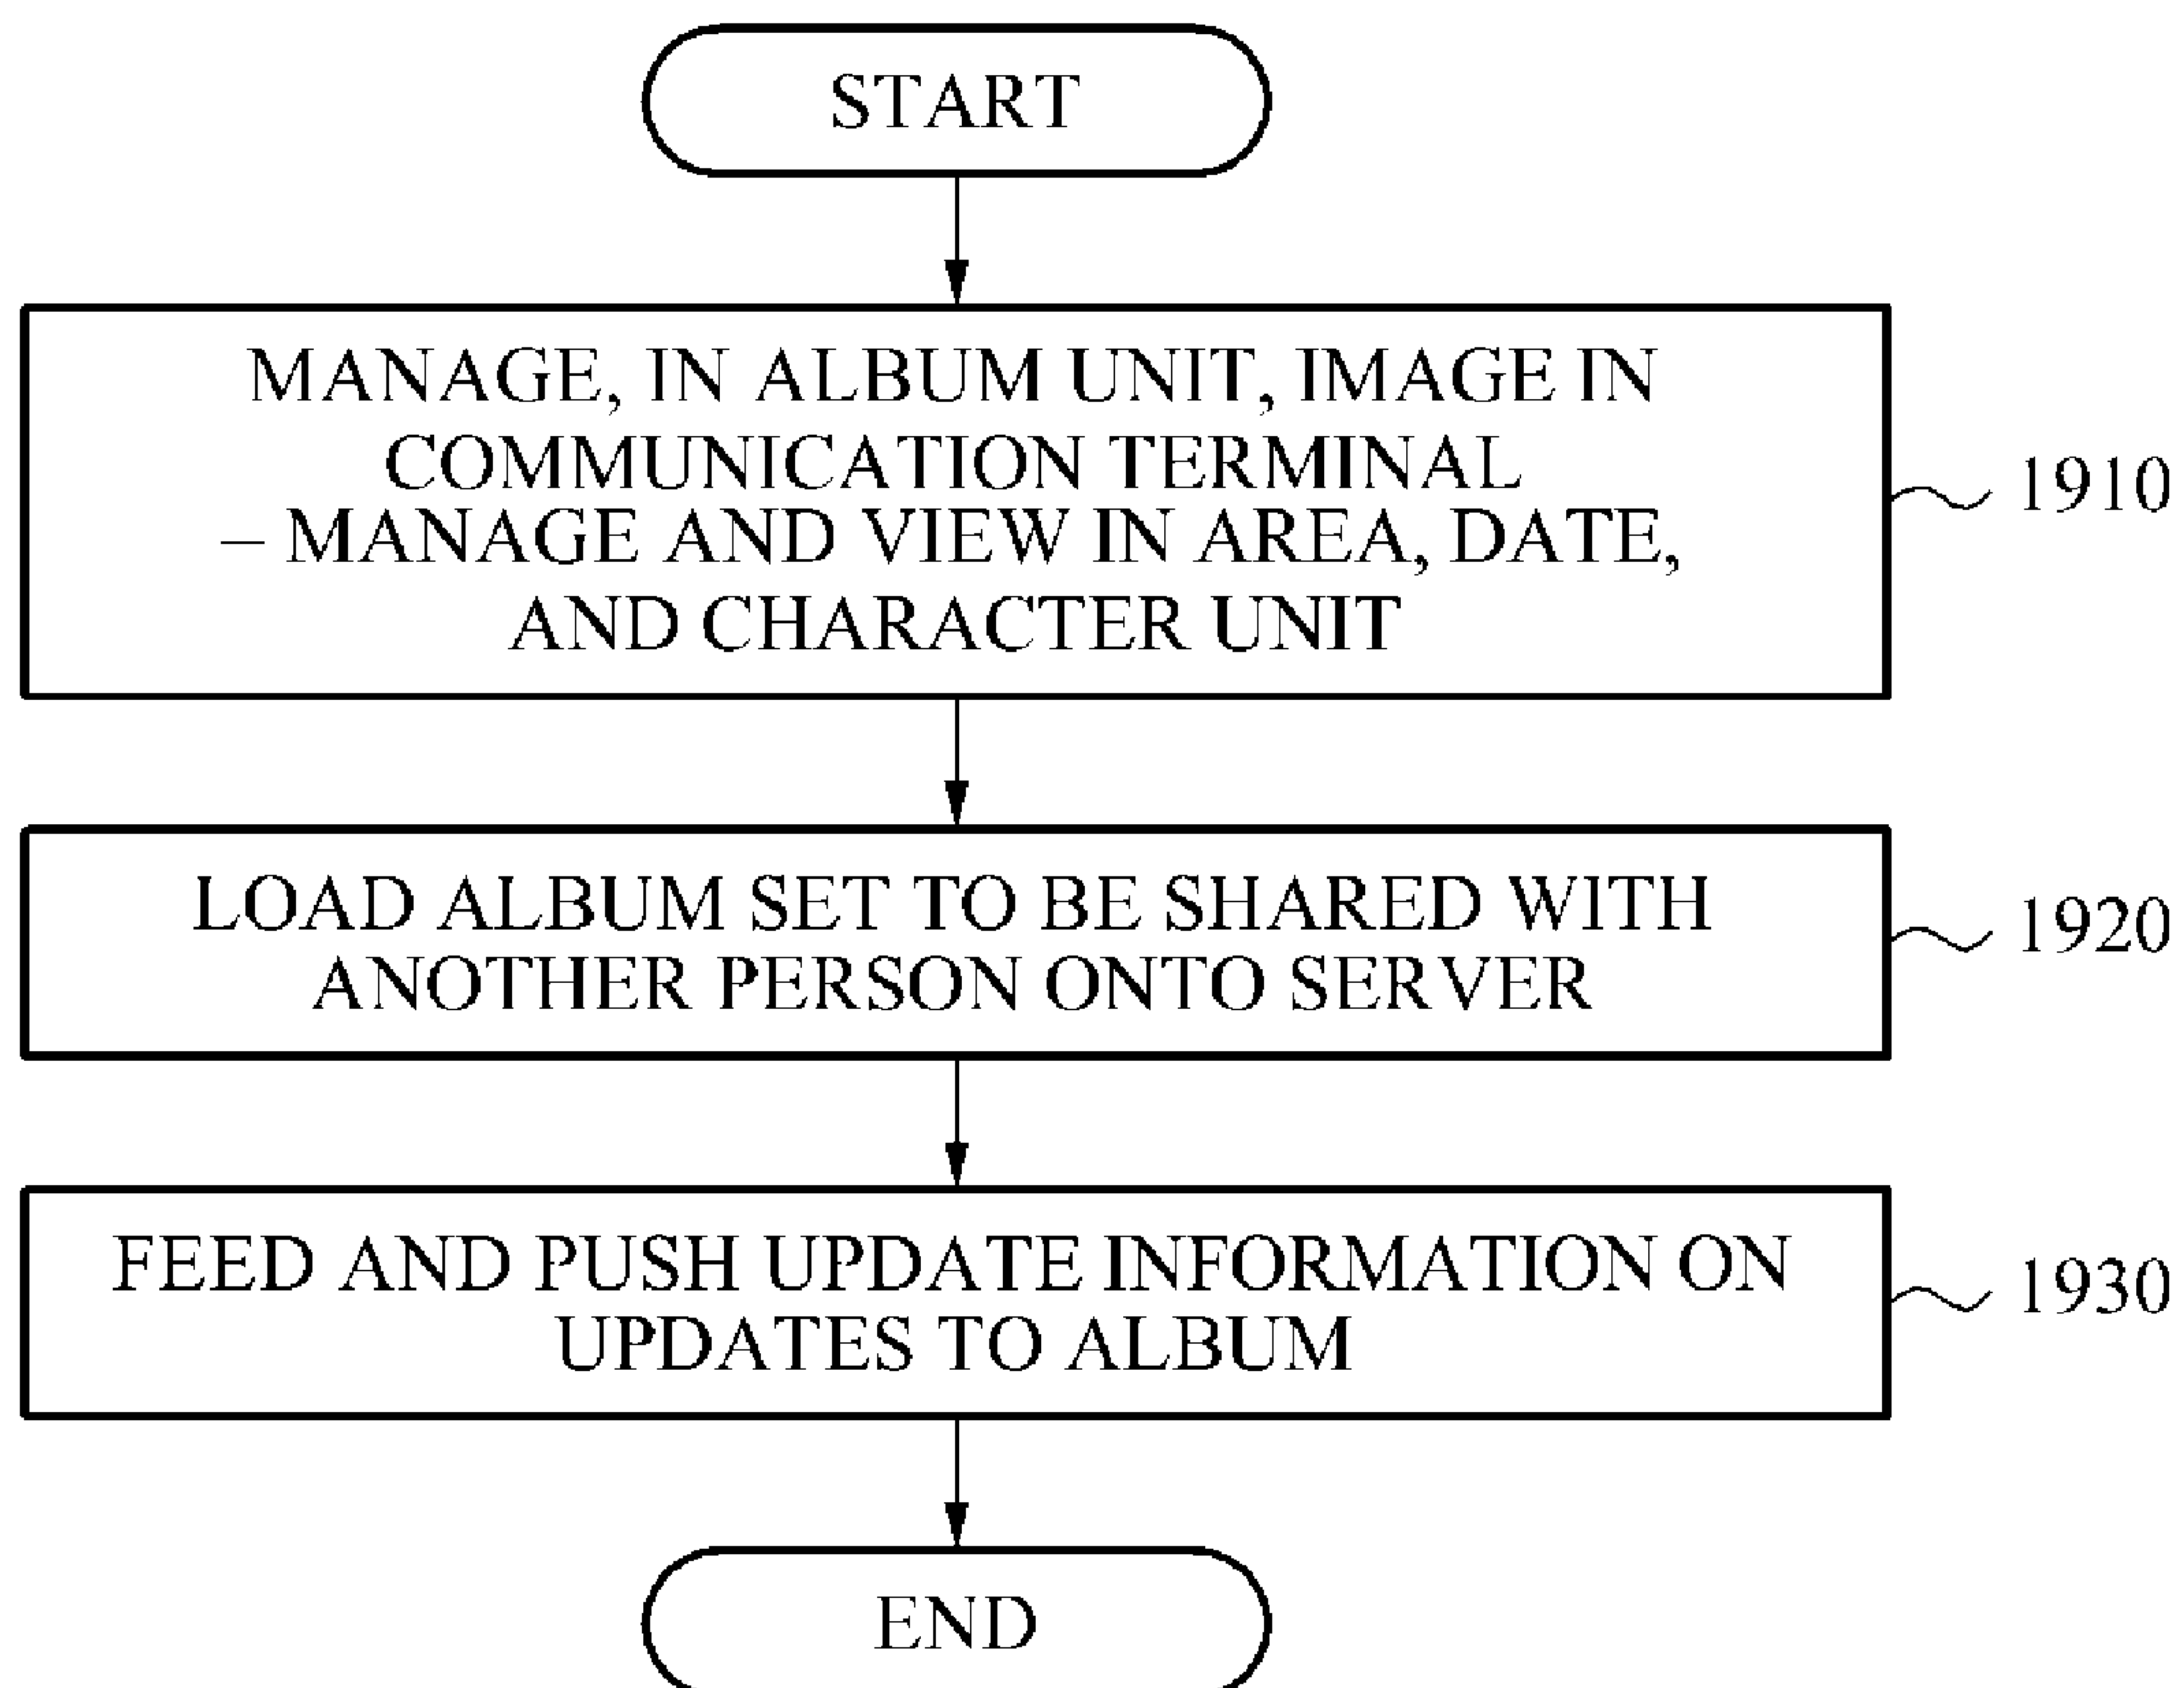 START
MANAGE, IN ALBUM UNIT, IMAGE IN
COMMUNICATION TERMINAL
– MANAGE AND VIEW IN AREA, DATE,
AND CHARACTER UNIT
1910
LOAD ALBUM SET TO BE SHARED WITH
ANOTHER PERSON ONTO SERVER
1920
FEED AND PUSH UPDATE INFORMATION ON
UPDATES TO ALBUM
1930
END